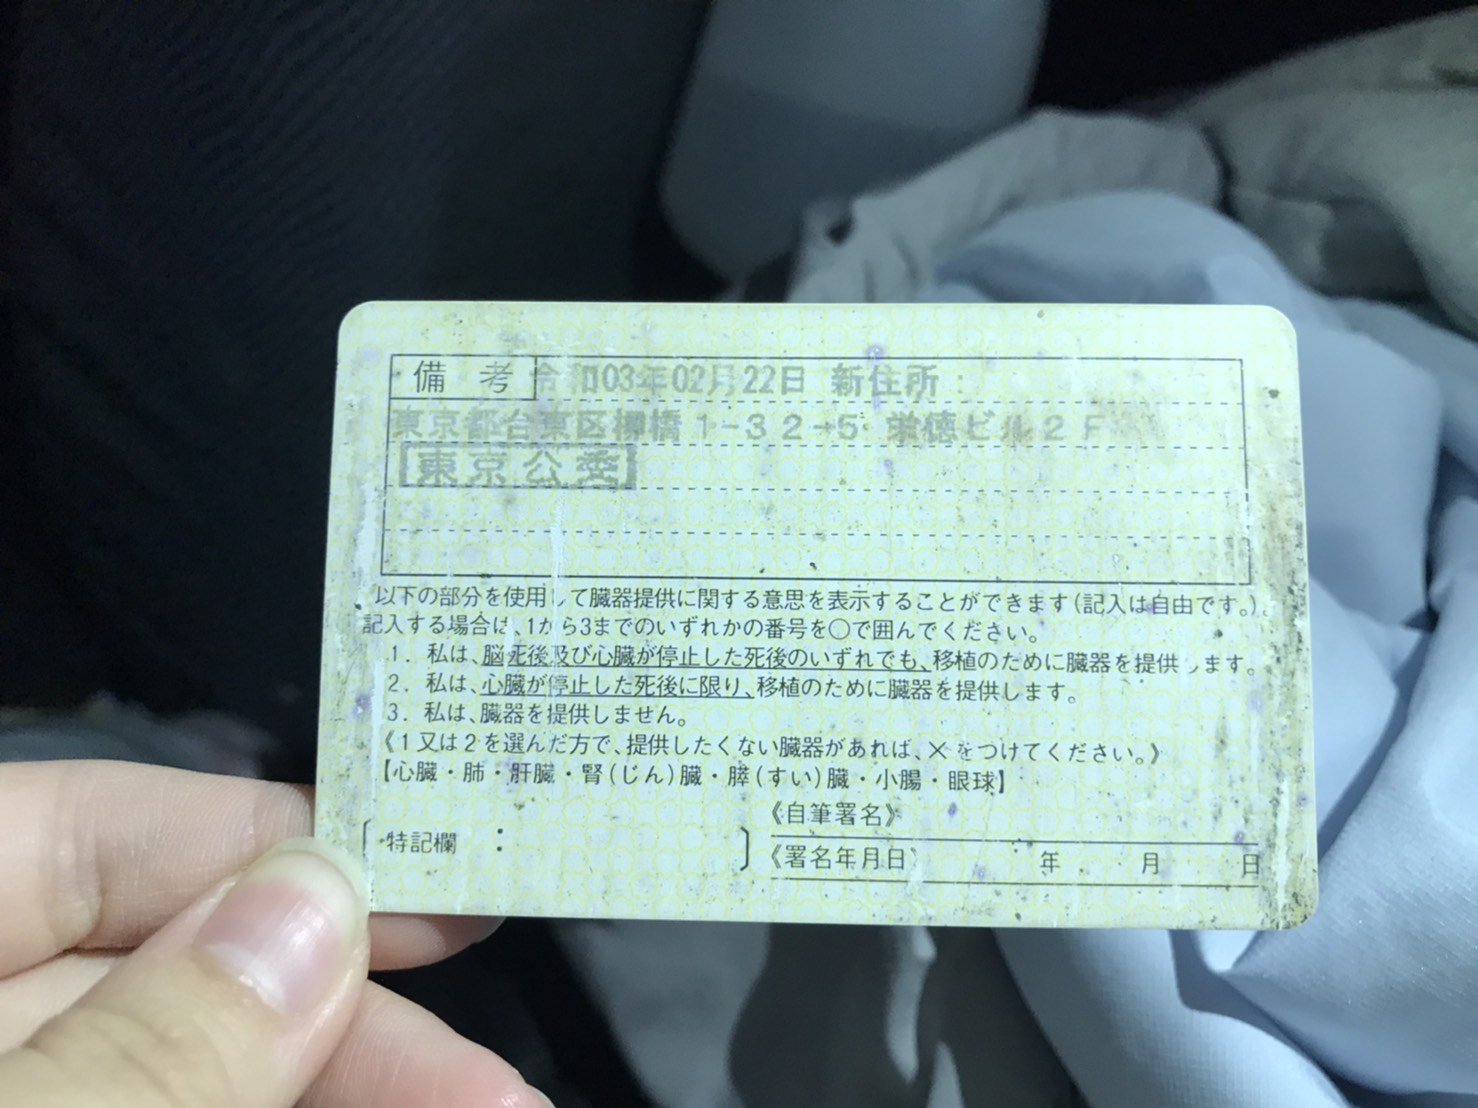 備考 令和03年02月22日 新住所:
東京都台東区柳橋1-32-5 栄徳ビル2F
[東京公委]
以下の部分を使用して臓器提供に関する意思を表示することができます(記入は自由です。)。
記入する場合は、1から3までのいずれかの番号を○で囲んでください。
1. 私は、脳死後及び心臓が停止した死後のいずれでも、移植のために臓器を提供します。
2. 私は、心臓が停止した死後に限り、移植のために臓器を提供します。
3. 私は、臓器を提供しません。
《1又は2を選んだ方で、提供したくない臓器があれば、×をつけてください。》
【心臓・肺・肝臓・腎(じん)臓・膵(すい)臓・小腸・眼球】
《自筆署名》
〔特記欄 : 〕
《署名年月日》 年 月 日